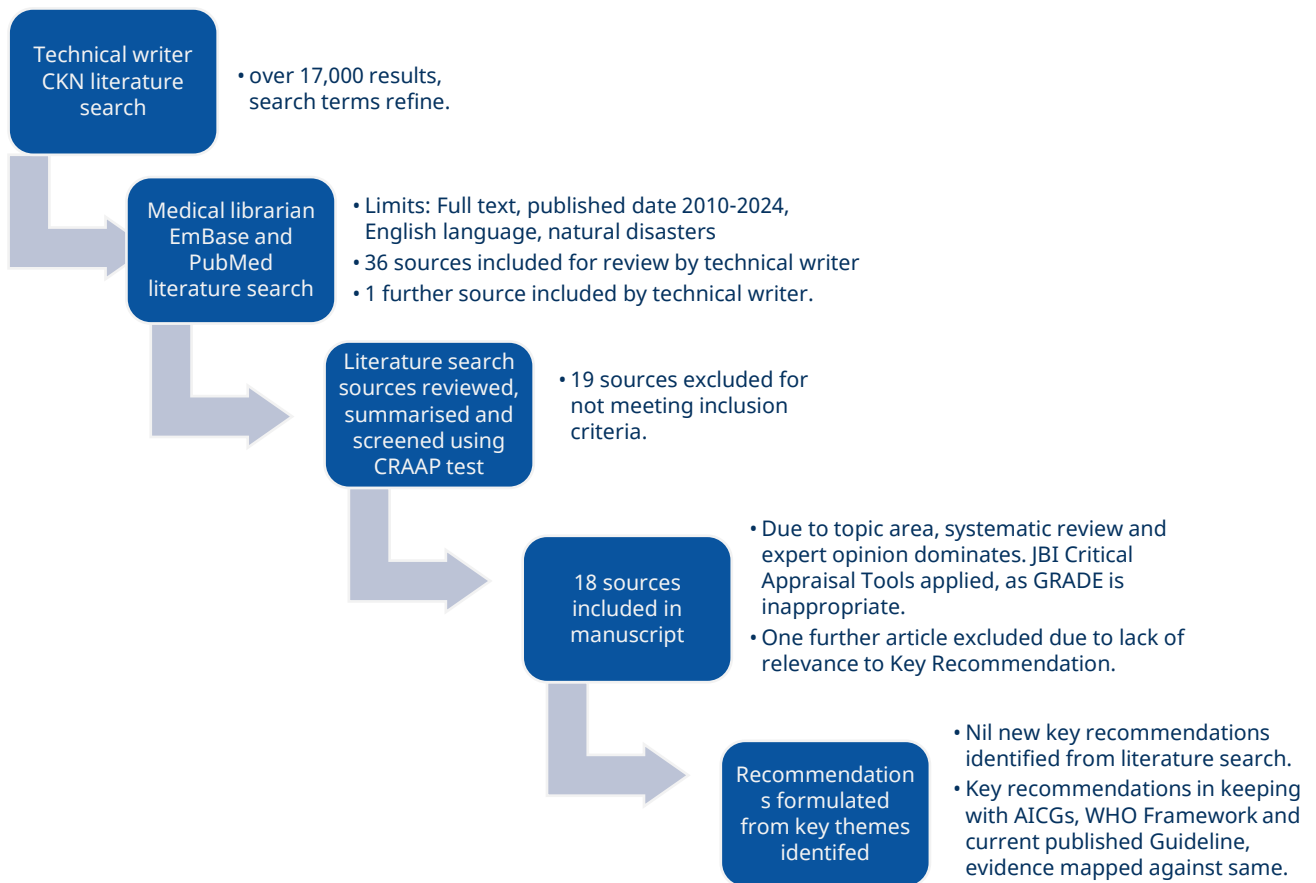 Technical writer
CKN literature
search
• over 17,000 results,
search terms refine.
Medical librarian
EmBase and
PubMed
literature search
• Limits: Full text, published date 2010-2024,
English language, natural disasters
• 36 sources included for review by technical writer
• 1 further source included by technical writer.
Literature search
sources reviewed,
summarised and
screened using
CRAAP test
• 19 sources excluded for
not meeting inclusion
criteria.
18 sources
included in
manuscript
• Due to topic area, systematic review and
expert opinion dominates. JBI Critical
Appraisal Tools applied, as GRADE is
inappropriate.
• One further article excluded due to lack of
relevance to Key Recommendation.
Recommendation
s formulated
from key themes
identifed
• Nil new key recommendations
identified from literature search.
• Key recommendations in keeping
with AICGs, WHO Framework and
current published Guideline,
evidence mapped against same.